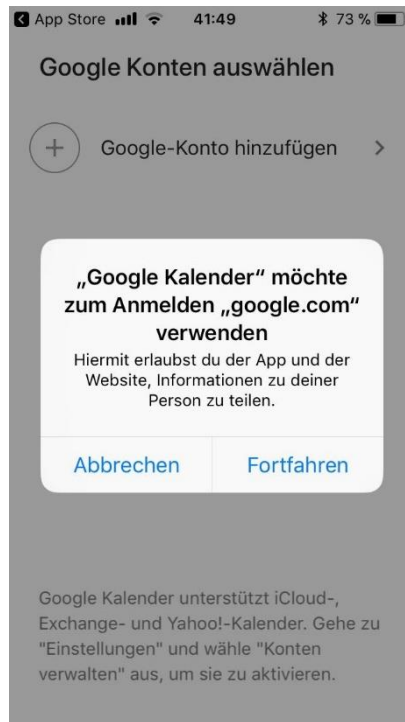 App Store 41:49 73 %
Google Konten auswählen
Google-Konto hinzufügen
„Google Kalender“ möchte
zum Anmelden „google.com“
verwenden
Hiermit erlaubst du der App und der
Website, Informationen zu deiner
Person zu teilen.
Abbrechen Fortfahren
Google Kalender unterstützt iCloud-,
Exchange- und Yahoo!-Kalender. Gehe zu
"Einstellungen" und wähle "Konten
verwalten" aus, um sie zu aktivieren.